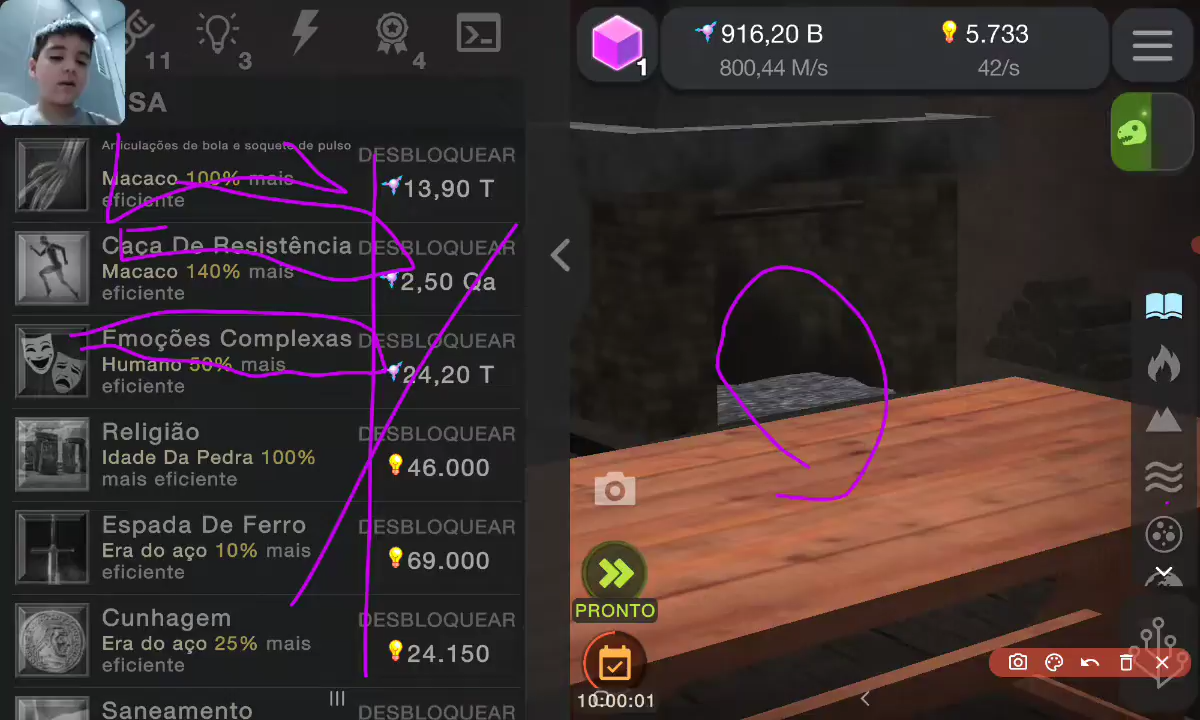 11
3
4
SA
916,20 B
800,44 M/s
5.733
42/s
1
Articulações de bola e soquete de pulso
Macaco 100% mais
eficiente
DESBLOQUEAR
13,90 T
Caça De Resistência
Macaco 140% mais
eficiente
DESBLOQUEAR
2,50 Qa
Emoções Complexas
Humano 50% mais
eficiente
DESBLOQUEAR
24,20 T
Religião
Idade Da Pedra 100%
mais eficiente
DESBLOQUEAR
46.000
Espada De Ferro
Era do aço 10% mais
eficiente
DESBLOQUEAR
69.000
Cunhagem
Era do aço 25% mais
eficiente
DESBLOQUEAR
24.150
Saneamento
DESBLOQUEAR
PRONTO
10:00:01